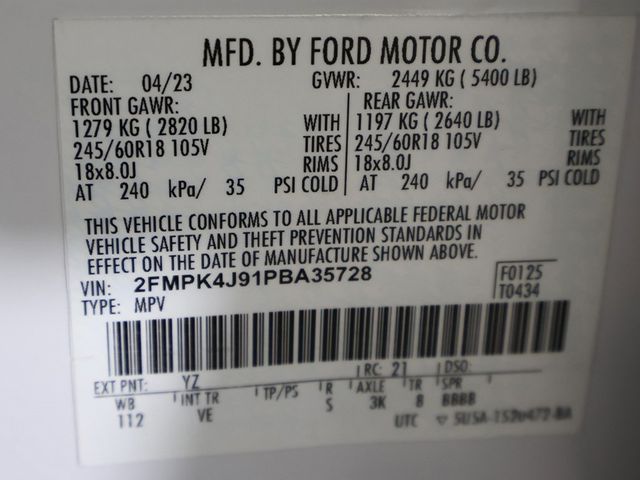 MFD. BY FORD MOTOR CO.
DATE: 04/23 GVWR: 2449 KG ( 5400 LB)
FRONT GAWR: REAR GAWR:
1279 KG ( 2820 LB) WITH 1197 KG ( 2640 LB) WITH
245/60R18 105V TIRES 245/60R18 105V TIRES
18x8.0J RIMS 18x8.0J RIMS
AT 240 kPa/ 35 PSI COLD AT 240 kPa/ 35 PSI COLD
THIS VEHICLE CONFORMS TO ALL APPLICABLE FEDERAL MOTOR
VEHICLE SAFETY AND THEFT PREVENTION STANDARDS IN
EFFECT ON THE DATE OF MANUFACTURE SHOWN ABOVE.
VIN: 2FMPK4J91PBA35728 F0125
TYPE: MPV T0434
EXT PNT: YZ RC: 21 DSO:
WB INT TR TP/PS R AXLE TR SPR
112 VE S 3K 8 BBBB
UTC